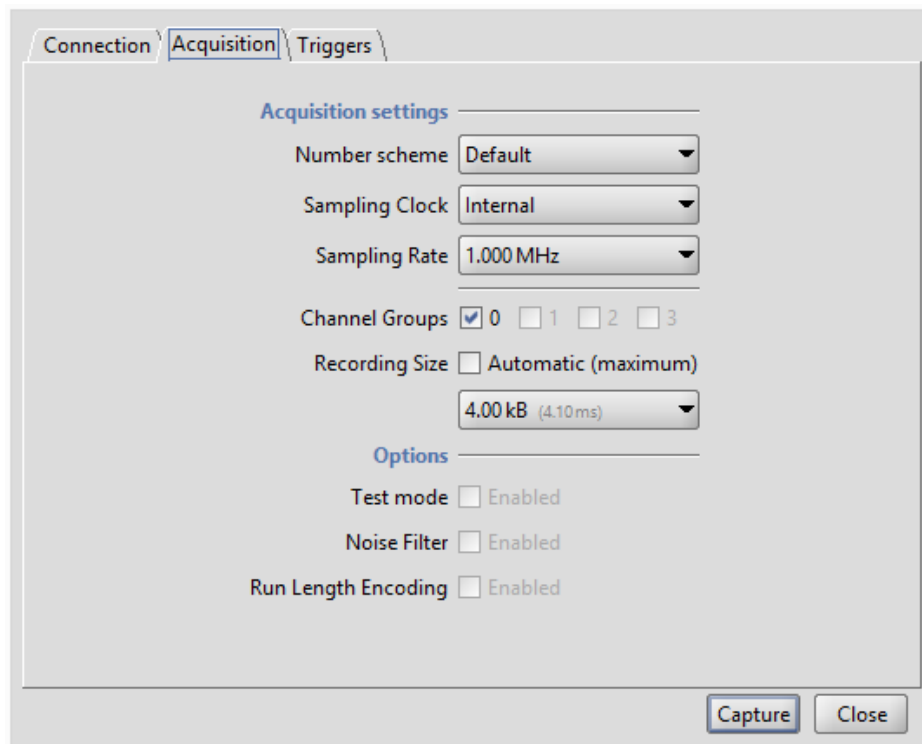 Connection Acquisition Triggers
Acquisition settings
Number scheme Default
Sampling Clock Internal
Sampling Rate 1.000 MHz
Channel Groups 0 1 2 3
Recording Size Automatic (maximum)
4.00 kB (4.10 ms)
Options
Test mode Enabled
Noise Filter Enabled
Run Length Encoding Enabled
Capture Close